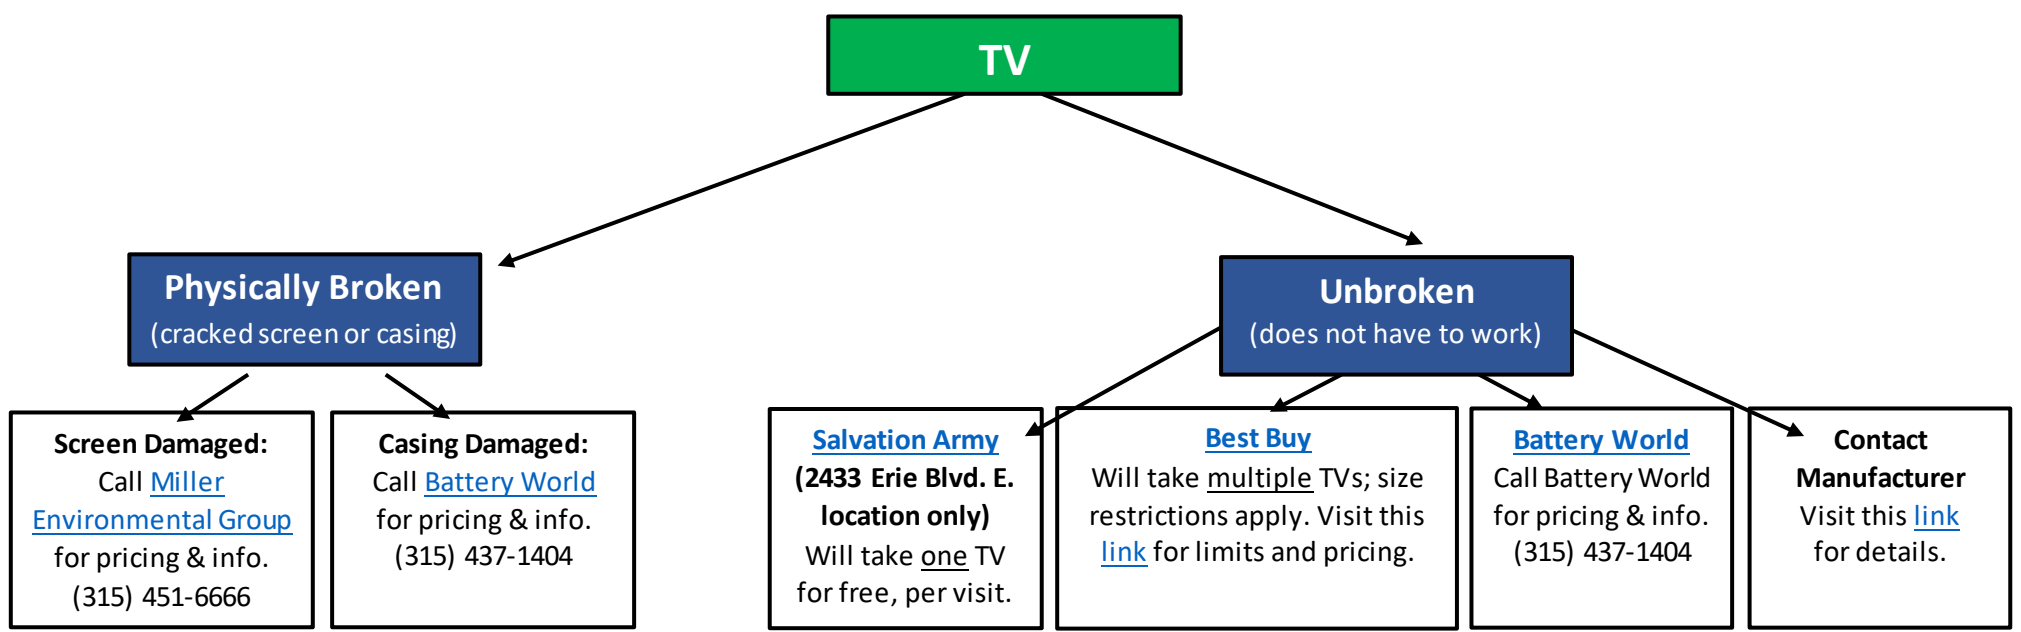 TV
Physically Broken
(cracked screen or casing)
Unbroken
(does not have to work)
Screen Damaged:
Call Miller
Environmental Group
for pricing & info.
(315) 451-6666
Casing Damaged:
Call Battery World
for pricing & info.
(315) 437-1404
Salvation Army
(2433 Erie Blvd. E.
location only)
Will take one TV
for free, per visit.
Best Buy
Will take multiple TVs; size
restrictions apply. Visit this
link for limits and pricing.
Battery World
Call Battery World
for pricing & info.
(315) 437-1404
Contact
Manufacturer
Visit this link
for details.